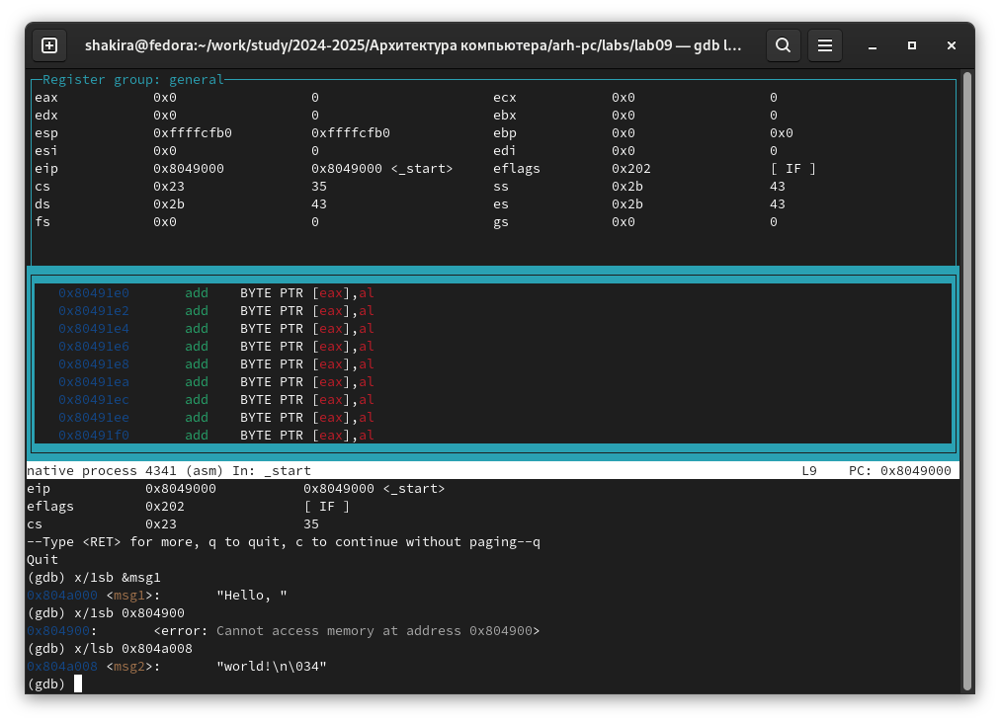 shakira@fedora:~/work/study/2024-2025/Архитектура компьютера/arh-pc/labs/lab09 — gdb l…
Register group: general
eax 0x0 0 ecx 0x0 0
edx 0x0 0 ebx 0x0 0
esp 0xffffcfb0 0xffffcfb0 ebp 0x0 0x0
esi 0x0 0 edi 0x0 0
eip 0x8049000 0x8049000 <_start> eflags 0x202 [ IF ]
cs 0x23 35 ss 0x2b 43
ds 0x2b 43 es 0x2b 43
fs 0x0 0 gs 0x0 0
0x80491e0 add BYTE PTR [eax],al
0x80491e2 add BYTE PTR [eax],al
0x80491e4 add BYTE PTR [eax],al
0x80491e6 add BYTE PTR [eax],al
0x80491e8 add BYTE PTR [eax],al
0x80491ea add BYTE PTR [eax],al
0x80491ec add BYTE PTR [eax],al
0x80491ee add BYTE PTR [eax],al
0x80491f0 add BYTE PTR [eax],al
native process 4341 (asm) In: _start L9 PC: 0x8049000
eip 0x8049000 0x8049000 <_start>
eflags 0x202 [ IF ]
cs 0x23 35
--Type <RET> for more, q to quit, c to continue without paging--q
Quit
(gdb) x/1sb &msg1
0x804a000 <msg1>: "Hello, "
(gdb) x/1sb 0x804900
0x804900: <error: Cannot access memory at address 0x804900>
(gdb) x/1sb 0x804a008
0x804a008 <msg2>: "world!\n\034"
(gdb)